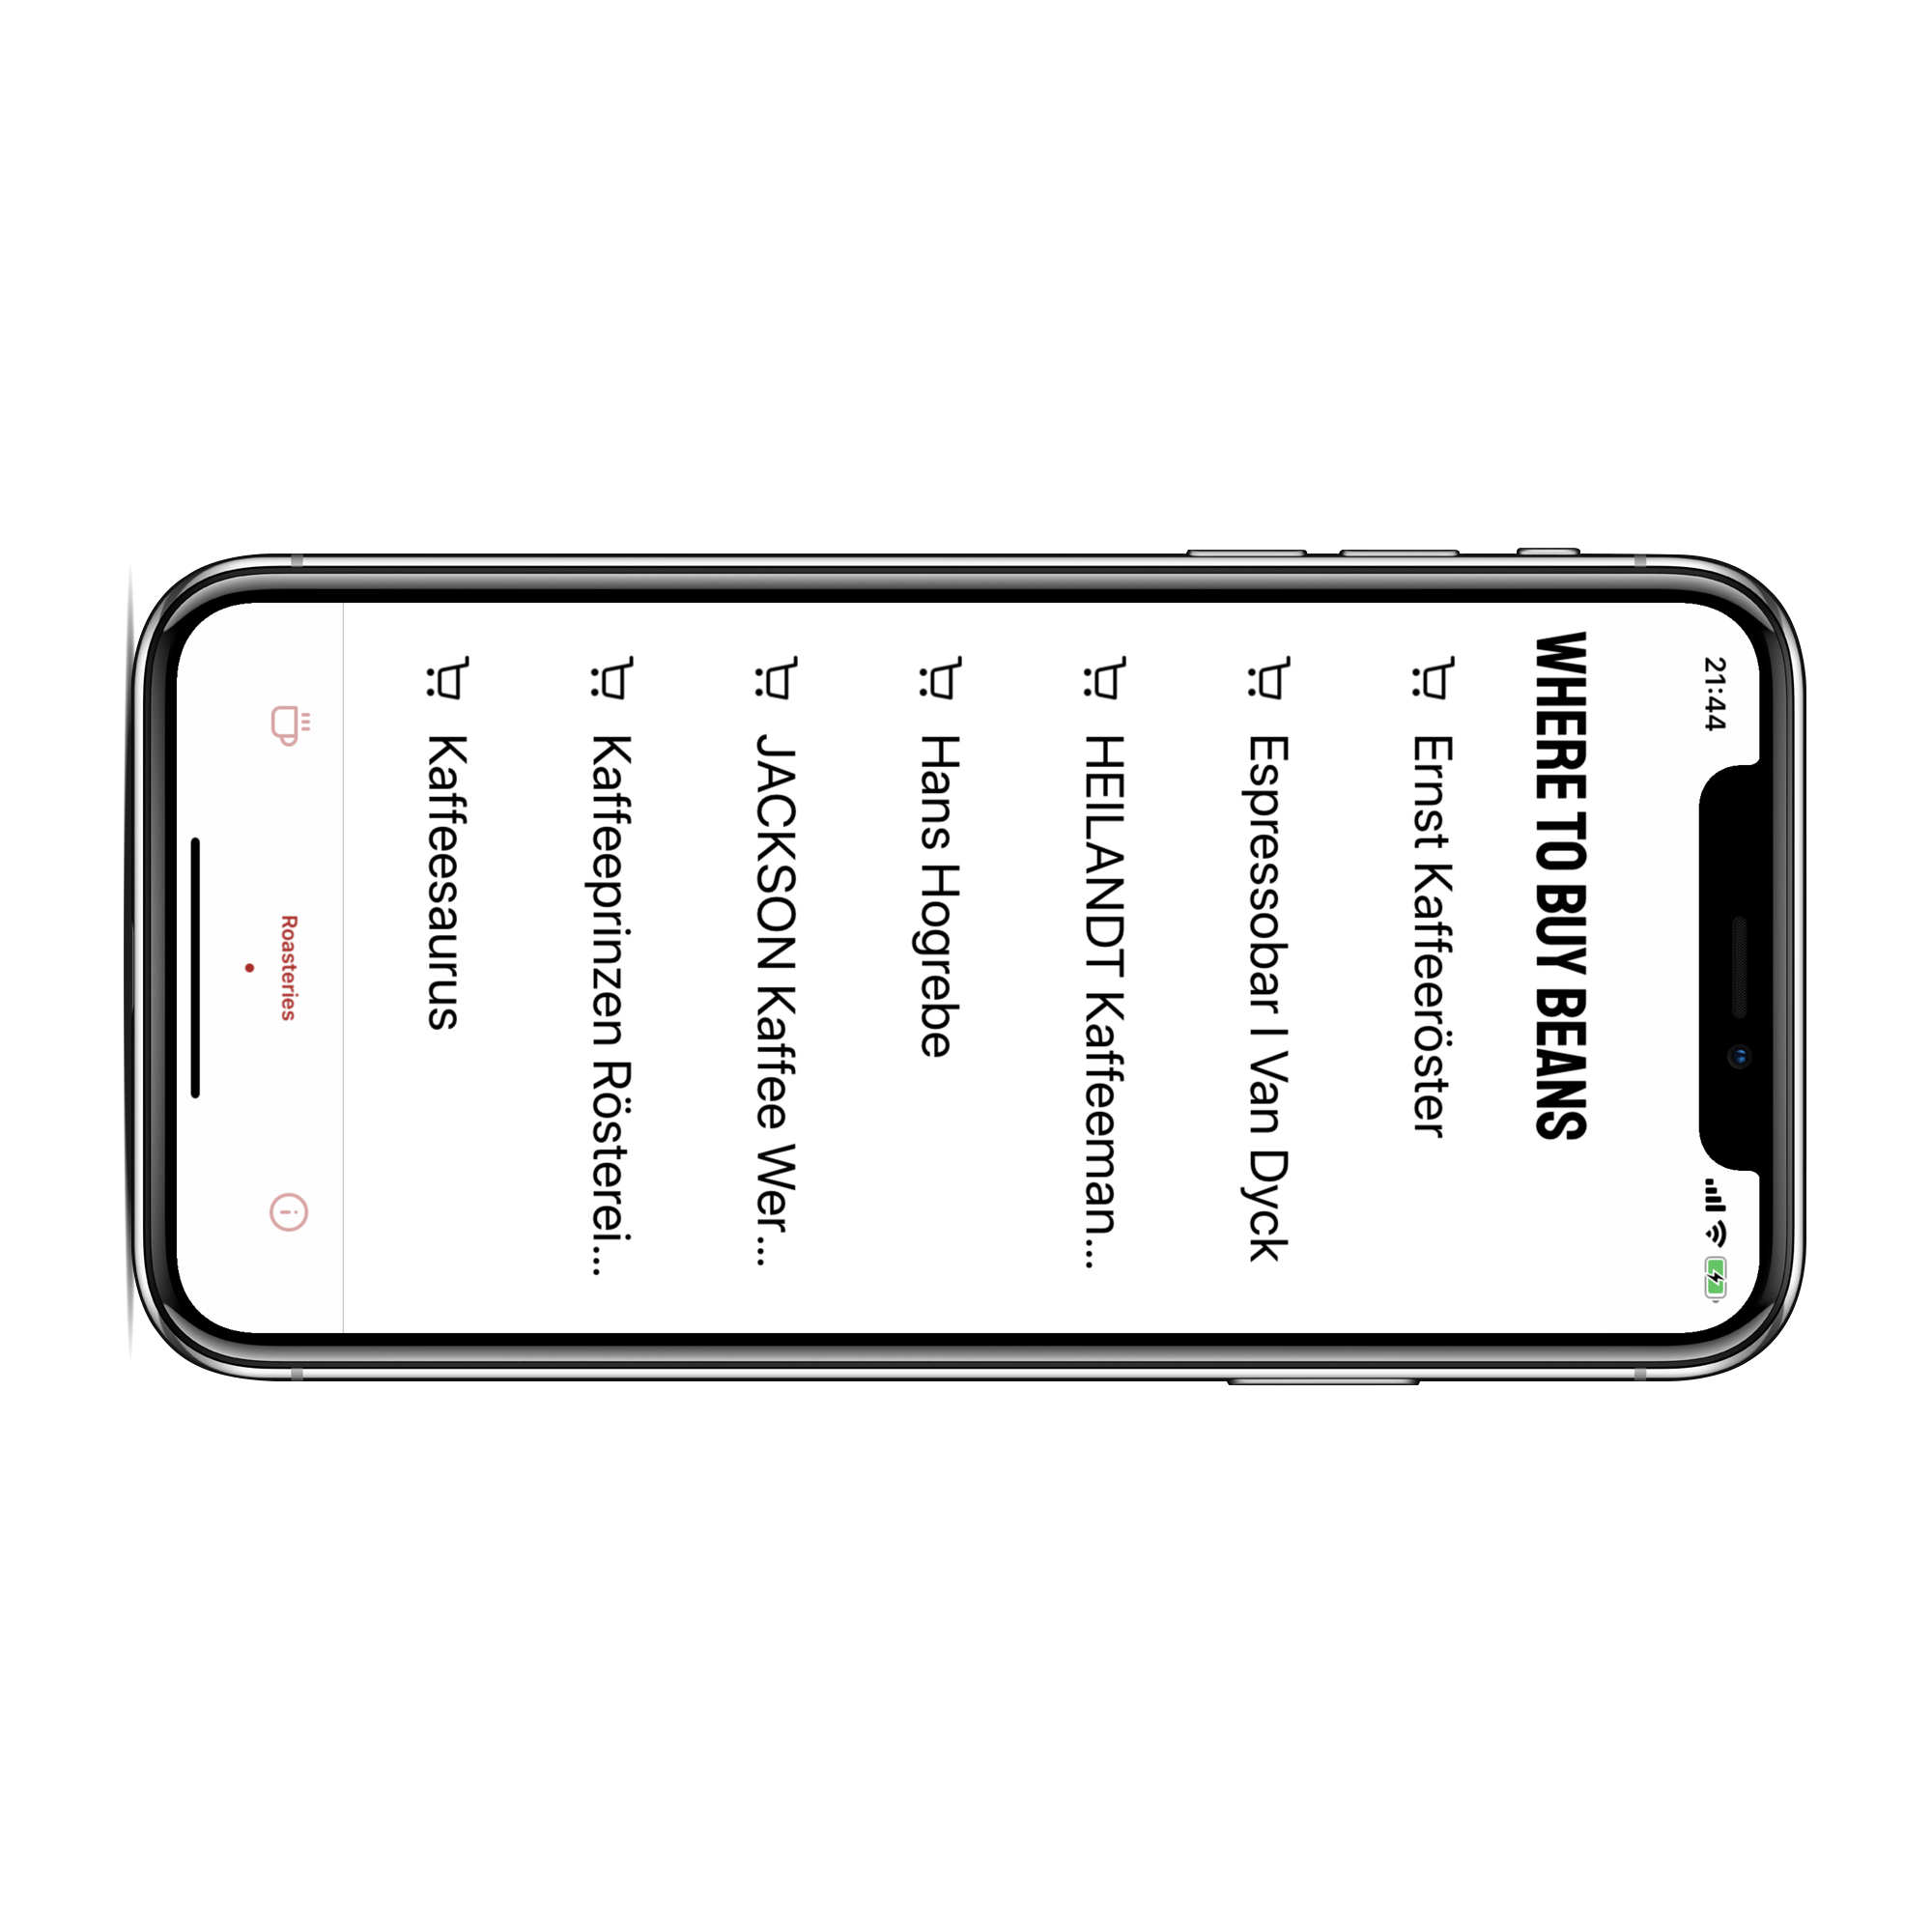 21:44
WHERE TO BUY BEANS
Ernst Kaffeeröster
Espressobar I Van Dyck
HEILANDT Kaffeeman...
Hans Hogrebe
JACKSON Kaffee Wer...
Kaffeeprinzen Rösterei...
Kaffeesaurus
Roasteries